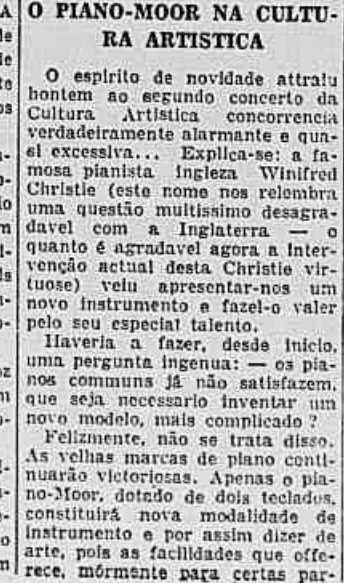 O PIANO-MOOR NA CULTU-
RA ARTISTICA
O espirito de novidade attraiu
hontem ao segundo concerto da
Cultura Artistica concorrencia
verdadeiramente alarmante e qua-
si excessiva... Explica-se: a fa-
mosa pianista ingleza Winifred
Christie (este nome nos relembra
uma questão multissimo desagra-
davel com a Inglaterra — o
quanto é agradavel agora a inter-
venção actual desta Christie vir-
tuose) veiu apresentar-nos um
novo instrumento e fazel-o valer
pelo seu especial talento.
Haveria a fazer, desde inicio,
uma pergunta ingenua: — os pia-
nos communs já não satisfazem,
que seja necessario inventar um
novo modelo, mais complicado ?
Felizmente, não se trata disso.
As velhas marcas de piano conti-
nuarão victoriosas. Apenas o pia-
no-Moor, dotado de dois teclados,
constituirá nova modalidade de
instrumento e por assim dizer de
arte, pois as facilidades que offe-
rece, mórmente para certas par-